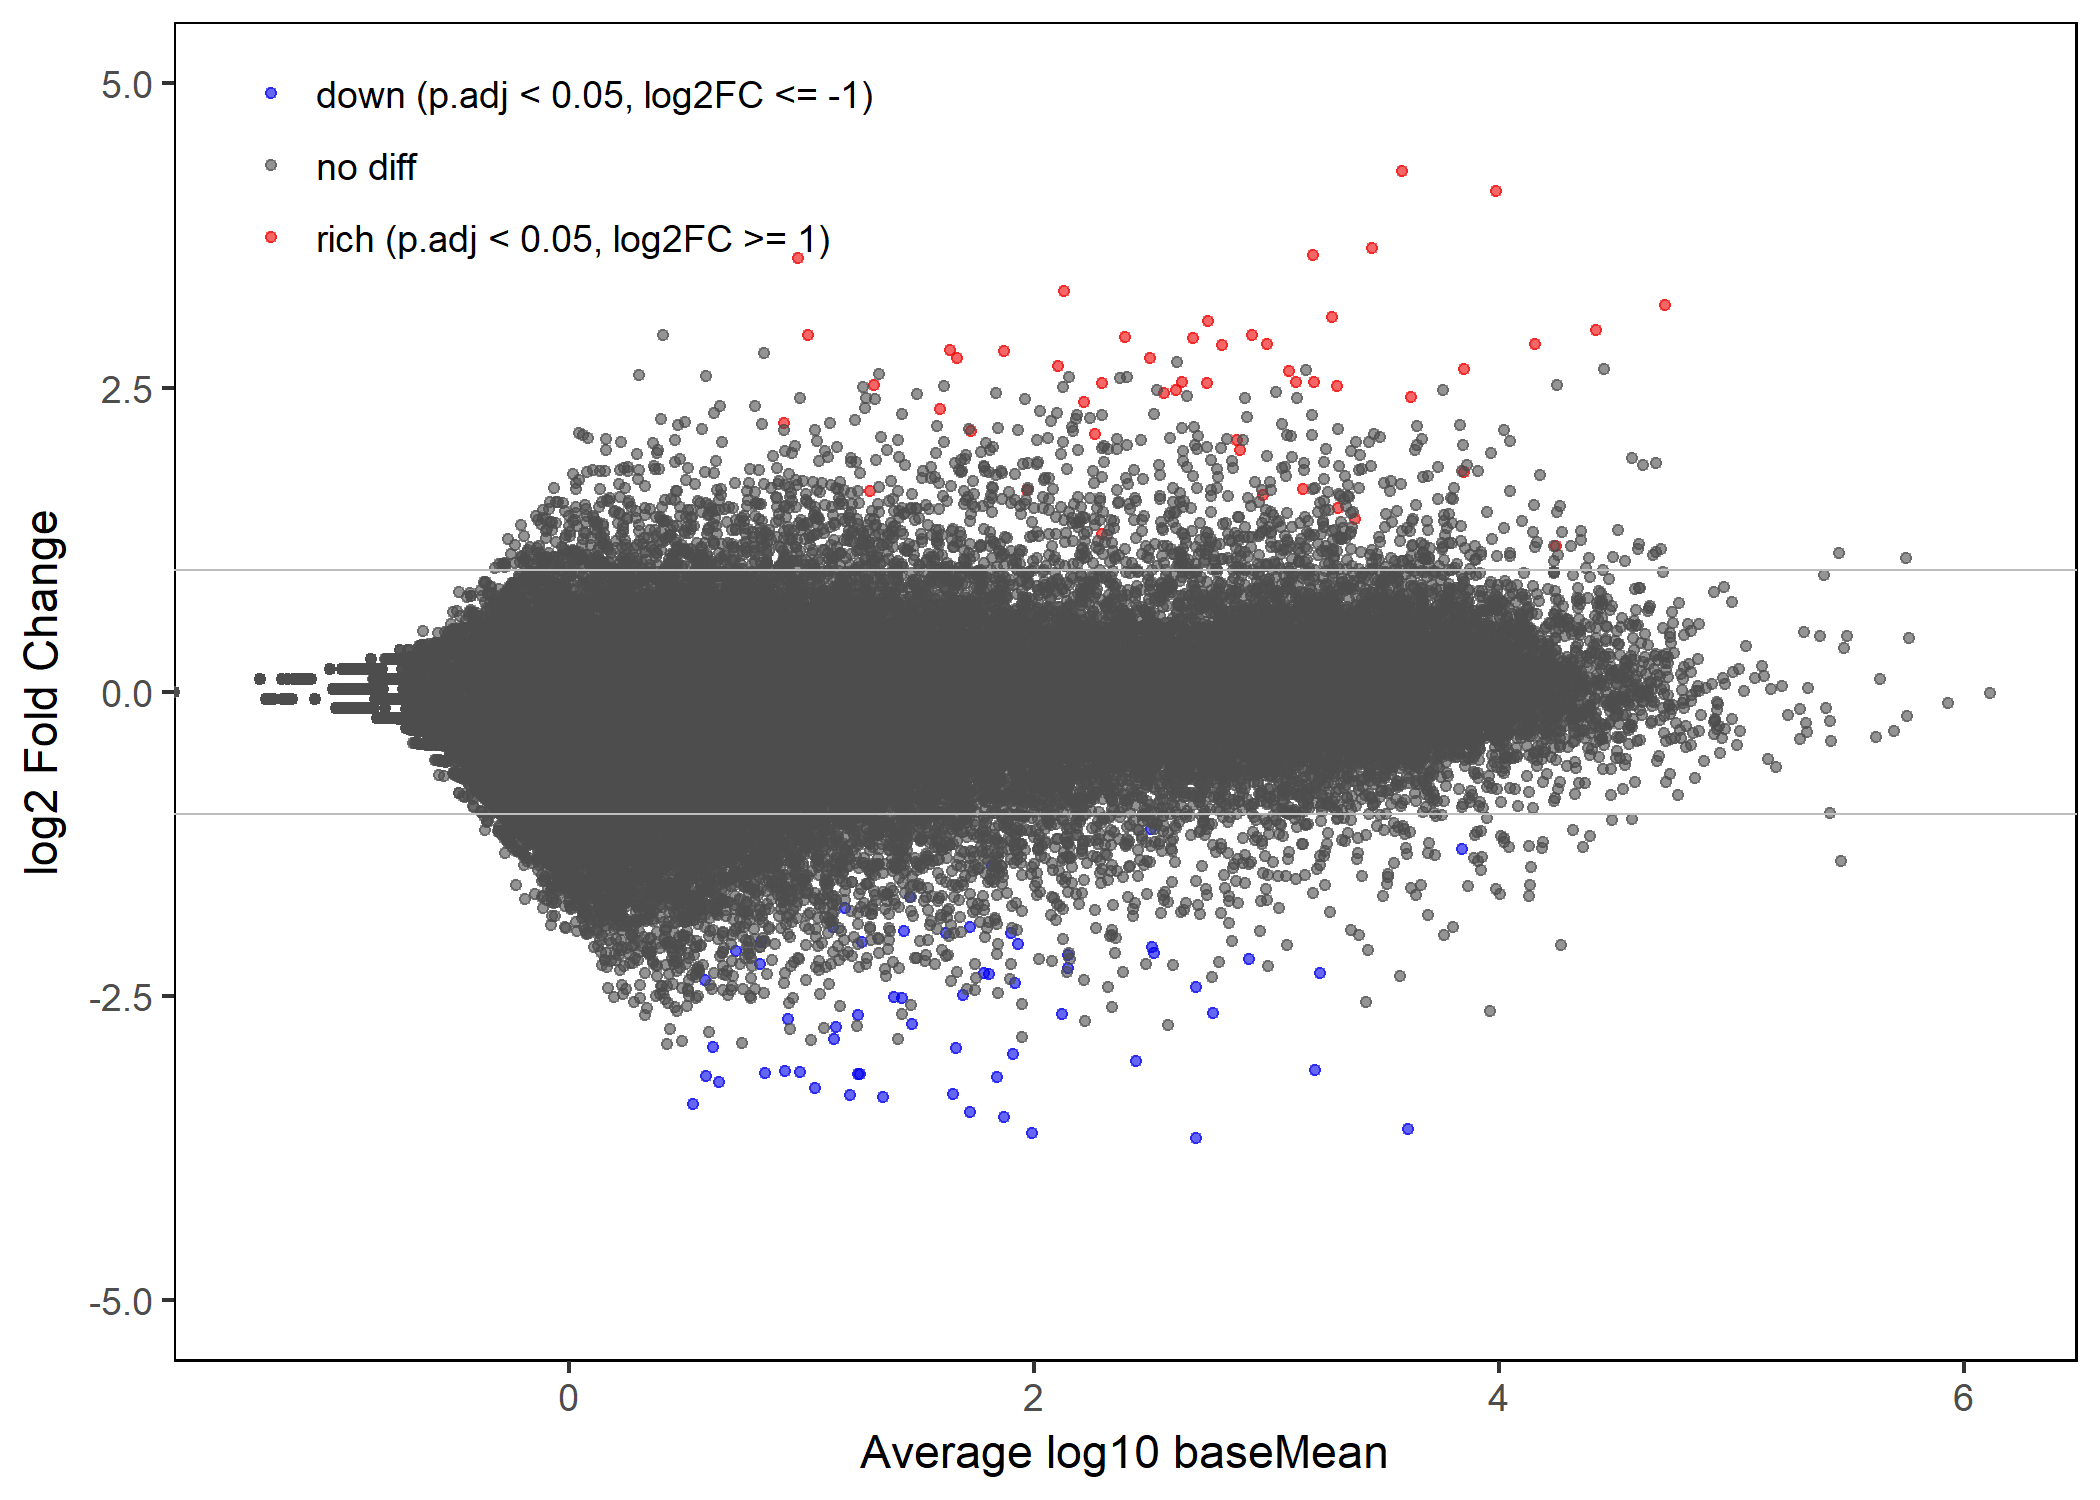 5.0
2.5
0.0
-2.5
-5.0
log2 Fold Change
down (p.adj < 0.05, log2FC <= -1)
no diff
rich (p.adj < 0.05, log2FC >= 1)
0
2
4
6
Average log10 baseMean